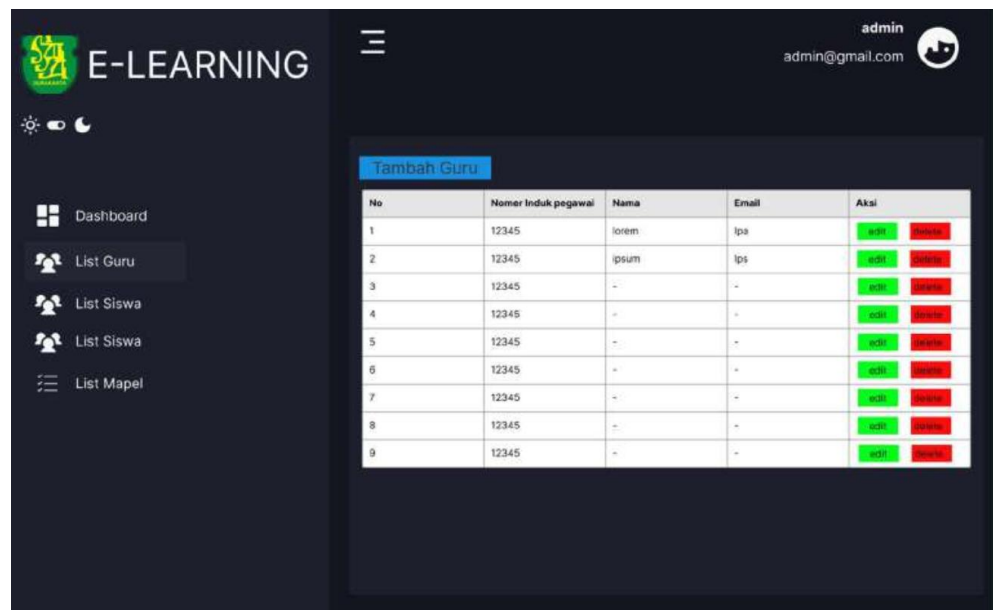 E-LEARNING
admin
admin@gmail.com
Dashboard
List Guru
List Siswa
List Siswa
List Mapel
Tambah Guru
No Nomer Induk pegawai Nama Email Aksi
1 12345 lorem Ipa edit delete
2 12345 ipsum Ips edit delete
3 12345 - - edit delete
4 12345 - - edit delete
5 12345 - - edit delete
6 12345 - - edit delete
7 12345 - - edit delete
8 12345 - - edit delete
9 12345 - - edit delete